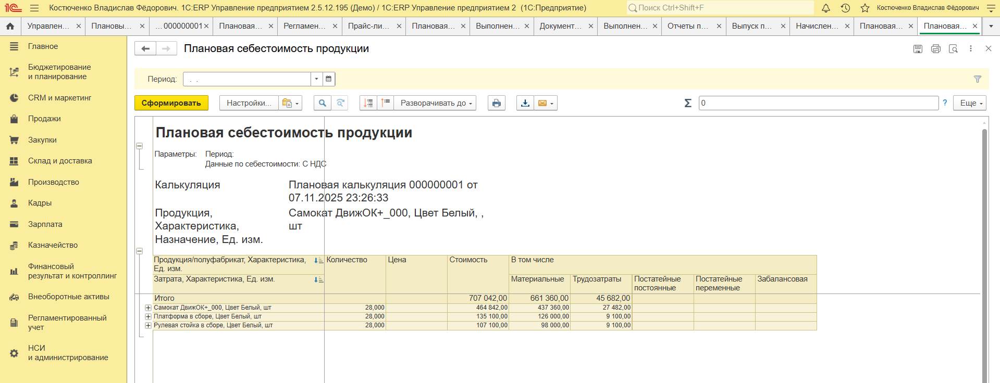 1С Костюченко Владислав Фёдорович. 1С:ERP Управление предприятием 2.5.12.195 (Демо) / 1С:ERP Управление предприятием 2 (1С:Предприятие) Поиск Ctrl+Shift+F Костюченко Владислав Фёдорович
Управлен... × Плановы... × ...000000001 × Плановая... × Регламен... × Прайс-ли... × Плановая... × Выполнен... × Документ... × Выполнен... × Отчеты п... × Выпуск п... × Начислен... × Плановая... × Плановая... ×
Главное
Бюджетирование
и планирование
CRM и маркетинг
Продажи
Закупки
Склад и доставка
Производство
Кадры
Зарплата
Казначейство
Финансовый
результат и контроллинг
Внеоборотные активы
Регламентированный
учет
НСИ
и администрирование
Плановая себестоимость продукции
Период: . .
Сформировать Настройки... Разворачивать до Σ 0 ? Еще
Плановая себестоимость продукции
Параметры: Период:
Данные по себестоимости: С НДС
Калькуляция Плановая калькуляция 000000001 от
07.11.2025 23:26:33
Продукция, Самокат ДвижОК+_000, Цвет Белый, ,
Характеристика, шт
Назначение, Ед. изм.
Продукция/полуфабрикат, Характеристика, Количество Цена Стоимость В том числе
Ед. изм.
Затрата, Характеристика, Ед. изм. Материальные Трудозатраты Постатейные Постатейные Забалансовая
постоянные переменные
Итого 707 042,00 661 360,00 45 682,00
Самокат ДвижОК+_000, Цвет Белый, шт 28,000 464 842,00 437 360,00 27 482,00
Платформа в сборе, Цвет Белый, шт 28,000 135 100,00 126 000,00 9 100,00
Рулевая стойка в сборе, Цвет Белый, шт 28,000 107 100,00 98 000,00 9 100,00